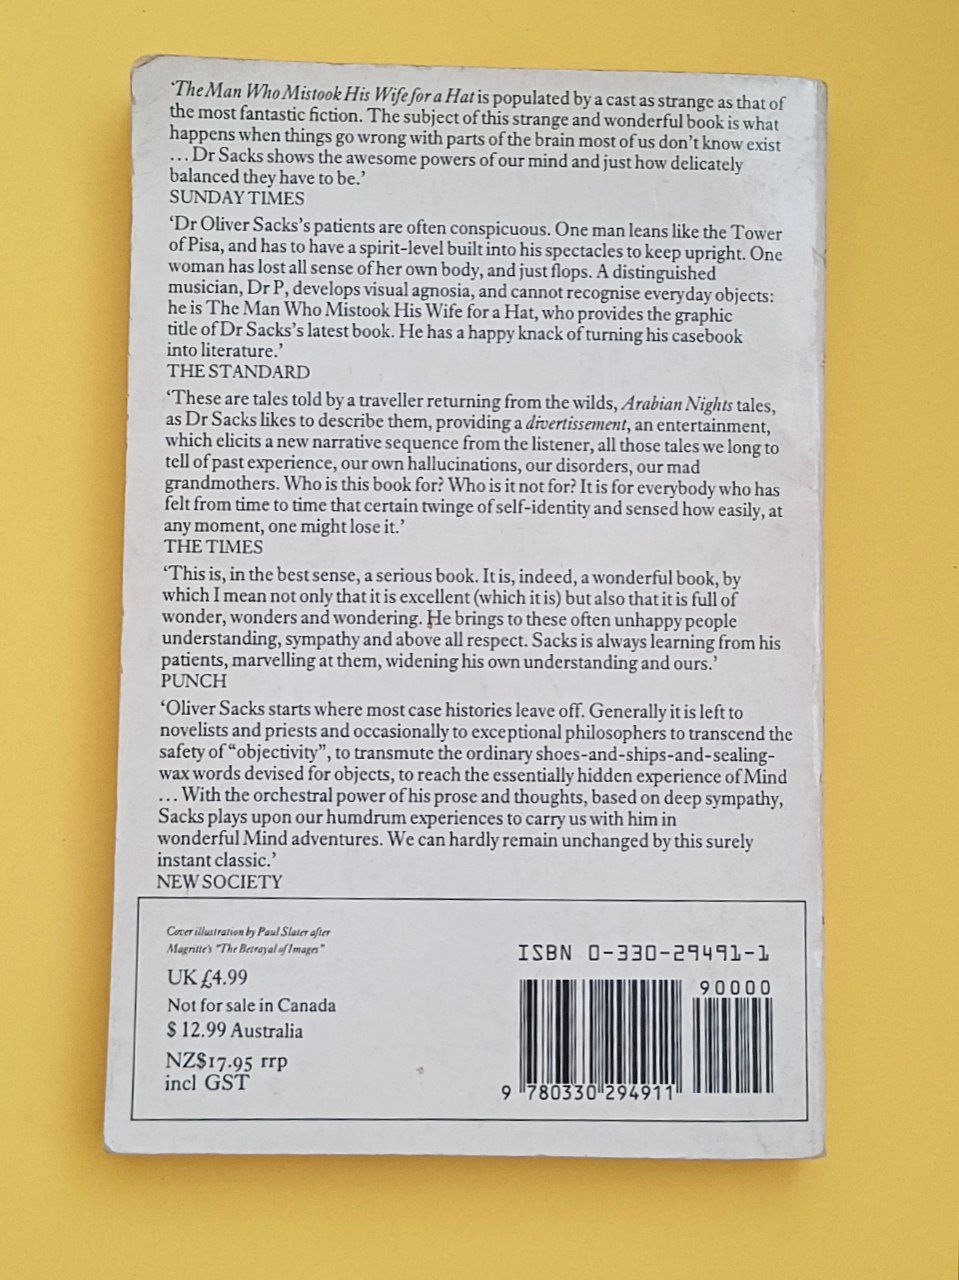 ‘The Man Who Mistook His Wife for a Hat is populated by a cast as strange as that of
the most fantastic fiction. The subject of this strange and wonderful book is what
happens when things go wrong with parts of the brain most of us don’t know exist
... Dr Sacks shows the awesome powers of our mind and just how delicately
balanced they have to be.’
SUNDAY TIMES
‘Dr Oliver Sacks’s patients are often conspicuous. One man leans like the Tower
of Pisa, and has to have a spirit-level built into his spectacles to keep upright. One
woman has lost all sense of her own body, and just flops. A distinguished
musician, Dr P, develops visual agnosia, and cannot recognise everyday objects:
he is The Man Who Mistook His Wife for a Hat, who provides the graphic
title of Dr Sacks’s latest book. He has a happy knack of turning his casebook
into literature.’
THE STANDARD
‘These are tales told by a traveller returning from the wilds, Arabian Nights tales,
as Dr Sacks likes to describe them, providing a divertissement, an entertainment,
which elicits a new narrative sequence from the listener, all those tales we long to
tell of past experience, our own hallucinations, our disorders, our mad
grandmothers. Who is this book for? Who is it not for? It is for everybody who has
felt from time to time that certain twinge of self-identity and sensed how easily, at
any moment, one might lose it.’
THE TIMES
‘This is, in the best sense, a serious book. It is, indeed, a wonderful book, by
which I mean not only that it is excellent (which it is) but also that it is full of
wonder, wonders and wondering. He brings to these often unhappy people
understanding, sympathy and above all respect. Sacks is always learning from his
patients, marvelling at them, widening his own understanding and ours.’
PUNCH
‘Oliver Sacks starts where most case histories leave off. Generally it is left to
novelists and priests and occasionally to exceptional philosophers to transcend the
safety of “objectivity”, to transmute the ordinary shoes-and-ships-and-sealing-
wax words devised for objects, to reach the essentially hidden experience of Mind
... With the orchestral power of his prose and thoughts, based on deep sympathy,
Sacks plays upon our humdrum experiences to carry us with him in
wonderful Mind adventures. We can hardly remain unchanged by this surely
instant classic.’
NEW SOCIETY
Cover illustration by Paul Slater after
Magritte's "The Betrayal of Images"
UK £4.99
Not for sale in Canada
$ 12.99 Australia
NZ$17.95 rrp
incl GST
ISBN 0-330-29491-1
90000
9 780330 294911